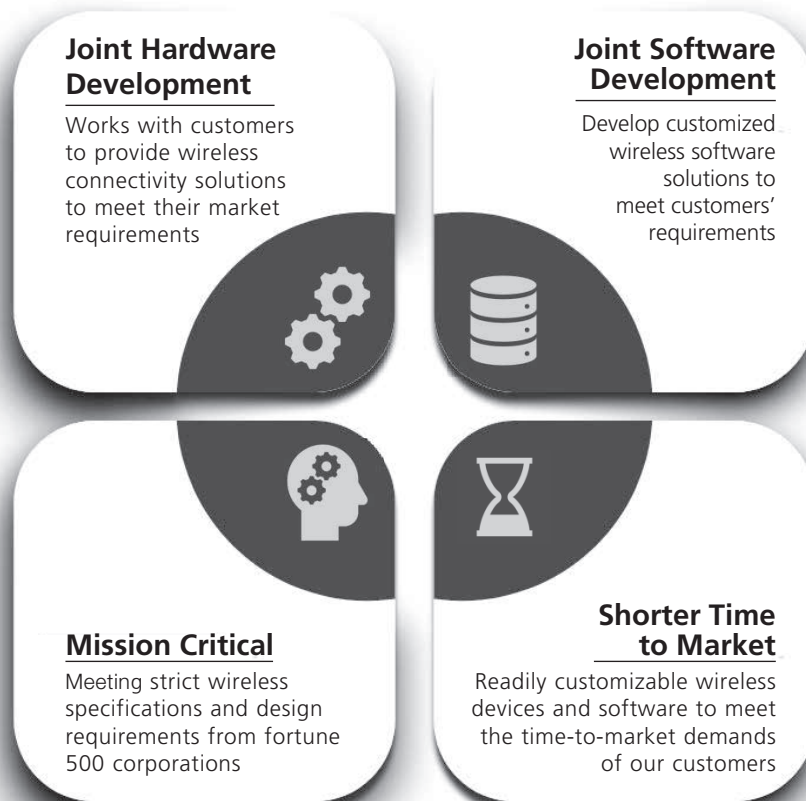 Joint Hardware
Development
Works with customers
to provide wireless
connectivity solutions
to meet their market
requirements
Joint Software
Development
Develop customized
wireless software
solutions to
meet customers’
requirements
Mission Critical
Meeting strict wireless
specifications and design
requirements from fortune
500 corporations
Shorter Time
to Market
Readily customizable wireless
devices and software to meet
the time-to-market demands
of our customers